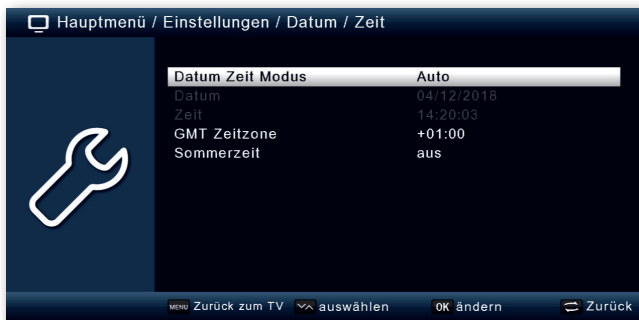 Hauptmenü / Einstellungen / Datum / Zeit
Datum Zeit Modus Auto
Datum 04/12/2018
Zeit 14:20:03
GMT Zeitzone +01:00
Sommerzeit aus
MENU Zurück zum TV auswählen OK ändern Zurück